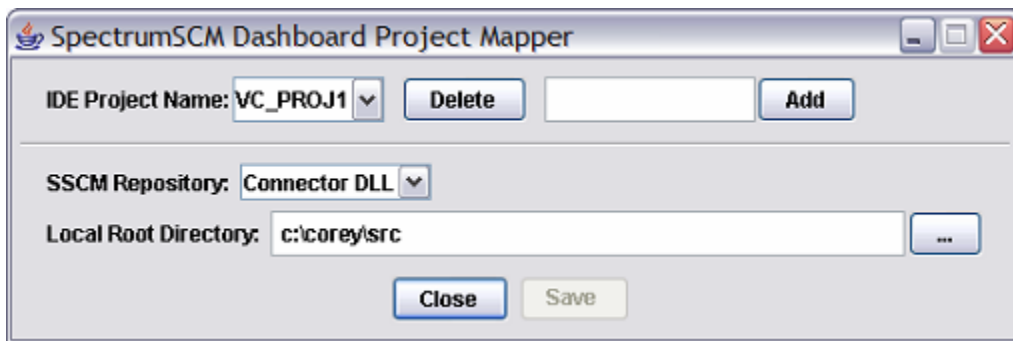 SpectrumSCM Dashboard Project Mapper
IDE Project Name: VC_PROJ1 Delete Add
SSCM Repository: Connector DLL
Local Root Directory: c:\corey\src ...
Close Save